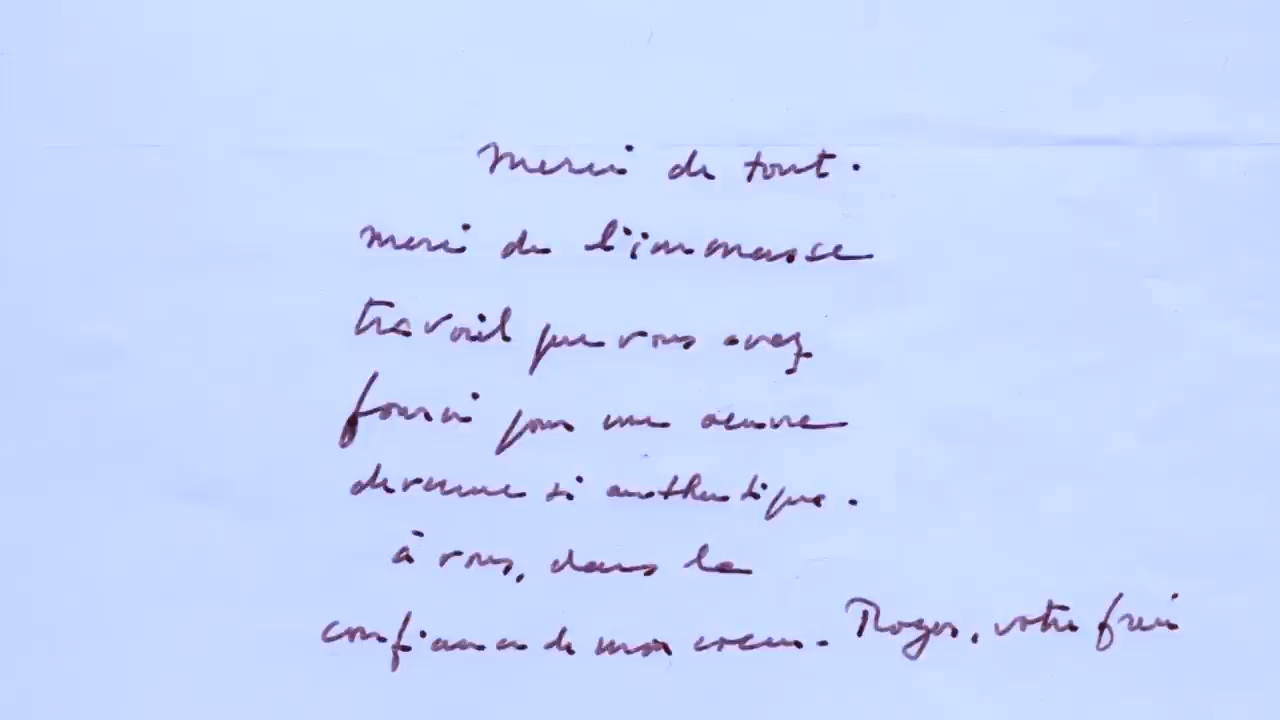 Merci de tout.
merci de l'immense
travail que vous avez
fourni pour une oeuvre
devenue si authentique.
à vous, dans la
confiance de mon coeur. Roger, votre frère